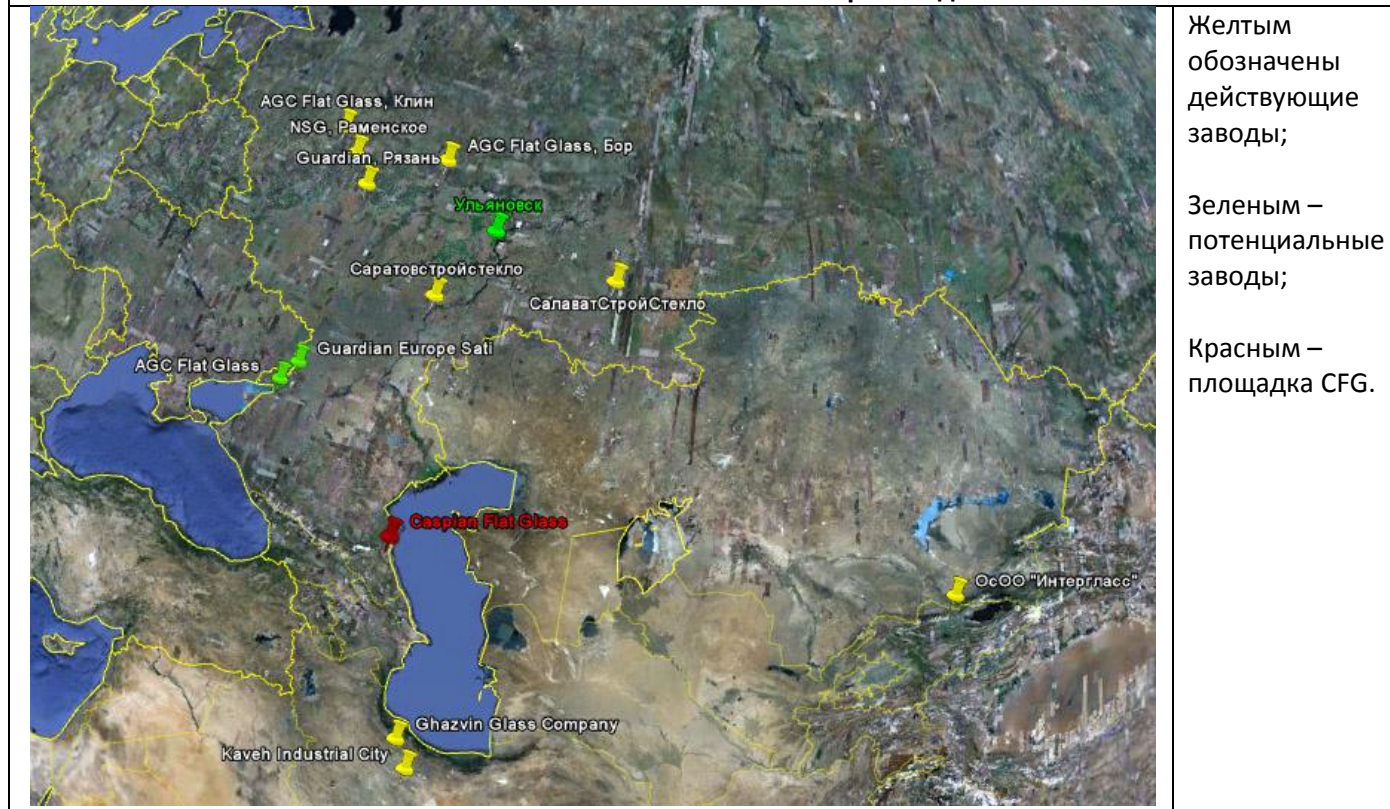 AGC Flat Glass, Клин
NSG, Раменское
Guardian, Рязань
AGC Flat Glass, Бор
Ульяновск
Саратовстройстекло
СалаватСтройСтекло
Guardian Europe Sati
AGC Flat Glass
Caspian Flat Glass
ОсОО "Интергласс"
Ghazvin Glass Company
Kaveh Industrial City
Желтым
обозначены
действующие
заводы;
Зеленым –
потенциальные
заводы;
Красным –
площадка CFG.